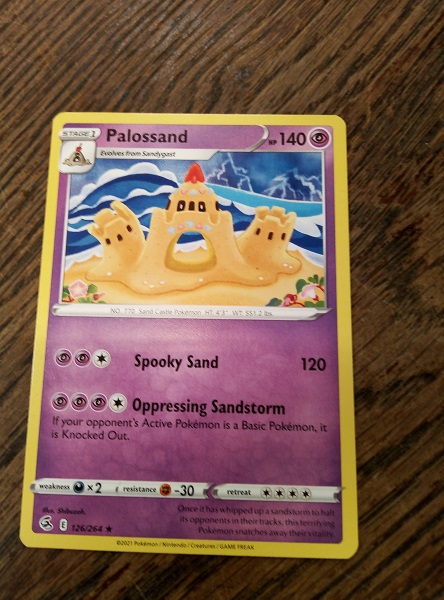 STAGE 1
Palossand
HP 140
Evolves from Sandygast
NO. 770 Sand Castle Pokémon HT. 4'3" WT. 551.2 lbs.
Spooky Sand 120
Oppressing Sandstorm
If your opponent's Active Pokémon is a Basic Pokémon, it
is Knocked Out.
weakness ×2 resistance -30 retreat
Illus. Shibuzoh.
Once it has whipped up a sandstorm to halt
its opponents in their tracks, this terrifying
Pokémon snatches away their vitality.
E 126/264 ★
©2021 Pokémon / Nintendo / Creatures / GAME FREAK